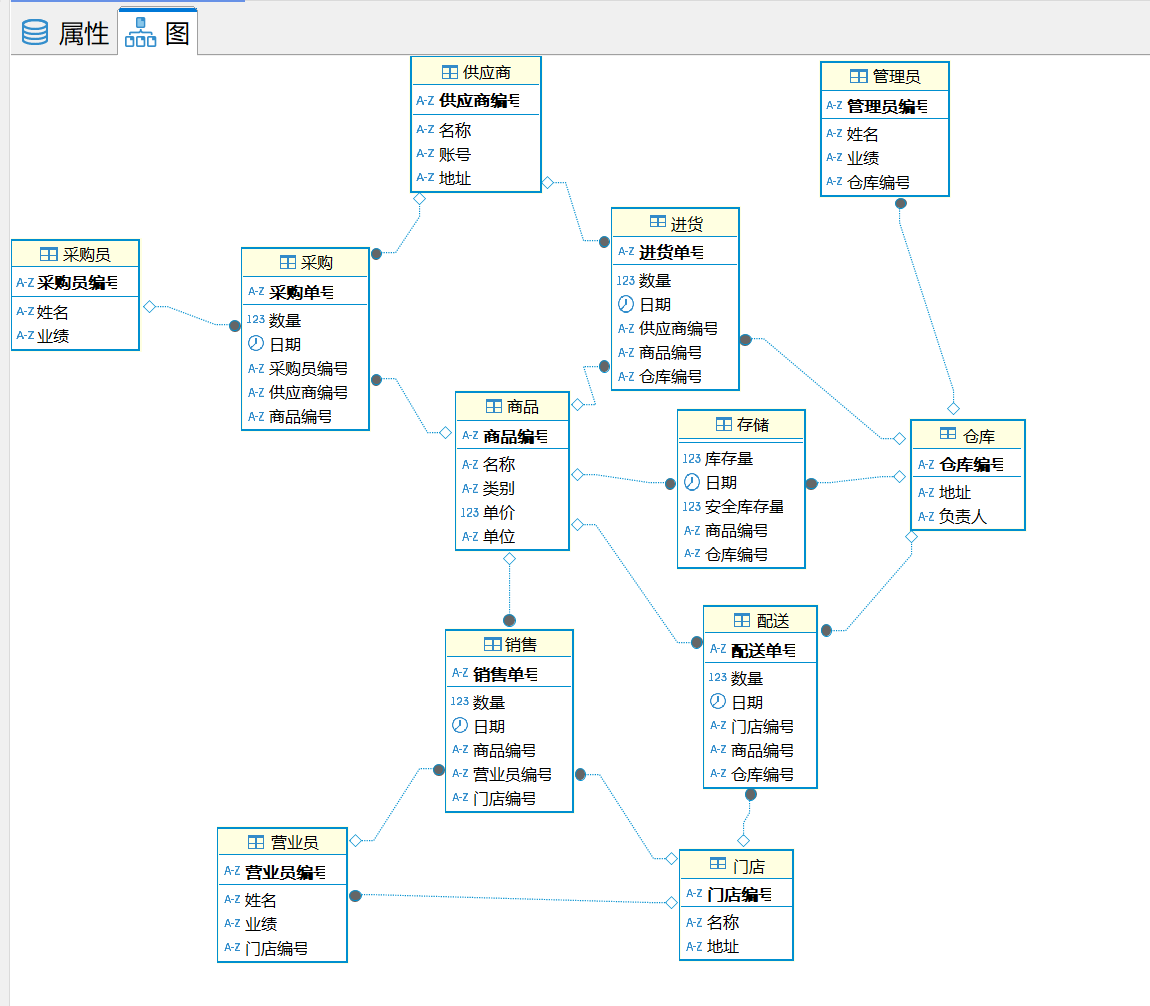 属性
图
供应商
A-Z 供应商编号
A-Z 名称
A-Z 账号
A-Z 地址
管理员
A-Z 管理员编号
A-Z 姓名
A-Z 业绩
A-Z 仓库编号
进货
A-Z 进货单号
123 数量
日期
A-Z 供应商编号
A-Z 商品编号
A-Z 仓库编号
采购员
A-Z 采购员编号
A-Z 姓名
A-Z 业绩
采购
A-Z 采购单号
123 数量
日期
A-Z 采购员编号
A-Z 供应商编号
A-Z 商品编号
商品
A-Z 商品编号
A-Z 名称
A-Z 类别
123 单价
A-Z 单位
存储
123 库存量
日期
123 安全库存量
A-Z 商品编号
A-Z 仓库编号
仓库
A-Z 仓库编号
A-Z 地址
A-Z 负责人
销售
A-Z 销售单号
123 数量
日期
A-Z 商品编号
A-Z 营业员编号
A-Z 门店编号
配送
A-Z 配送单号
123 数量
日期
A-Z 门店编号
A-Z 商品编号
A-Z 仓库编号
营业员
A-Z 营业员编号
A-Z 姓名
A-Z 业绩
A-Z 门店编号
门店
A-Z 门店编号
A-Z 名称
A-Z 地址